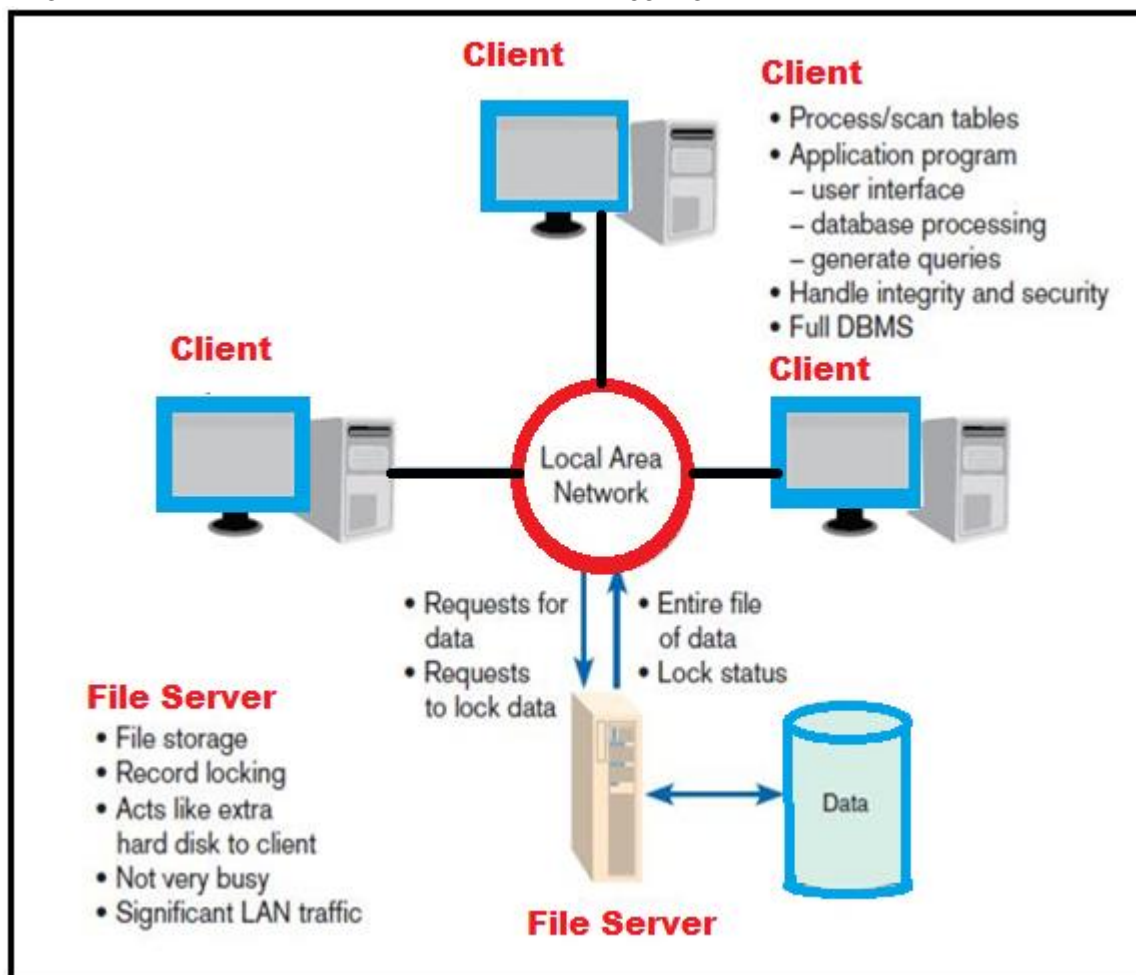 Client
Client
• Process/scan tables
• Application program
– user interface
– database processing
– generate queries
• Handle integrity and security
• Full DBMS
Client
Client
Local Area
Network
• Requests for
data
• Requests
to lock data
• Entire file
of data
• Lock status
File Server
• File storage
• Record locking
• Acts like extra
hard disk to client
• Not very busy
• Significant LAN traffic
Data
File Server